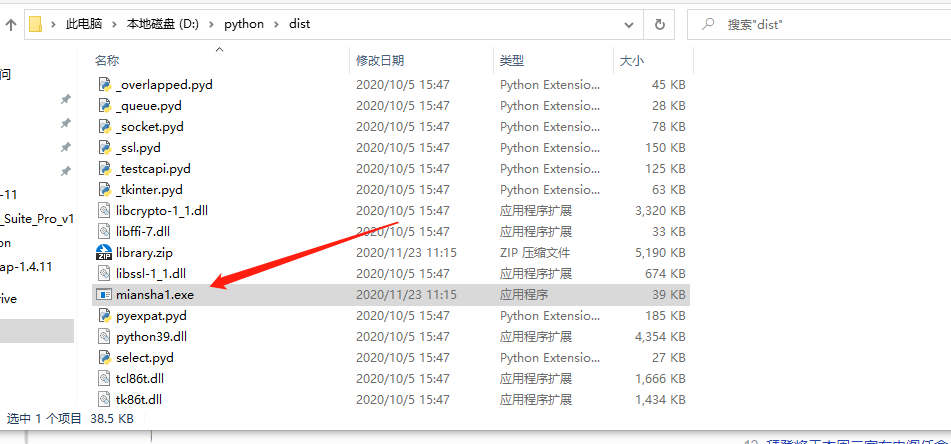 此电脑 > 本地磁盘 (D:) > python > dist
搜索"dist"
名称 修改日期 类型 大小
问
_overlapped.pyd 2020/10/5 15:47 Python Extensio... 45 KB
_queue.pyd 2020/10/5 15:47 Python Extensio... 28 KB
_socket.pyd 2020/10/5 15:47 Python Extensio... 78 KB
_ssl.pyd 2020/10/5 15:47 Python Extensio... 150 KB
_testcapi.pyd 2020/10/5 15:47 Python Extensio... 125 KB
_tkinter.pyd 2020/10/5 15:47 Python Extensio... 63 KB
-11
libcrypto-1_1.dll 2020/10/5 15:47 应用程序扩展 3,320 KB
_Suite_Pro_v1
libffi-7.dll 2020/10/5 15:47 应用程序扩展 33 KB
on
library.zip 2020/11/23 11:15 ZIP 压缩文件 5,190 KB
ap-1.4.11
libssl-1_1.dll 2020/10/5 15:47 应用程序扩展 674 KB
rive
miansha1.exe 2020/11/23 11:15 应用程序 39 KB
pyexpat.pyd 2020/10/5 15:47 Python Extensio... 185 KB
python39.dll 2020/10/5 15:47 应用程序扩展 4,354 KB
select.pyd 2020/10/5 15:47 Python Extensio... 27 KB
tcl86t.dll 2020/10/5 15:47 应用程序扩展 1,666 KB
tk86t.dll 2020/10/5 15:47 应用程序扩展 1,434 KB
选中 1 个项目 38.5 KB